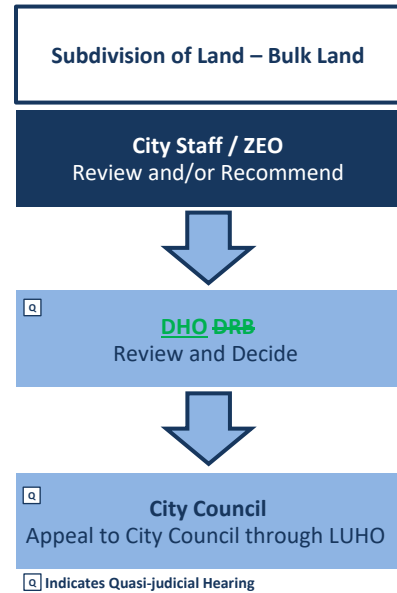 Subdivision of Land – Bulk Land
City Staff / ZEO
Review and/or Recommend
Q
DHO DRB
Review and Decide
Q
City Council
Appeal to City Council through LUHO
Q Indicates Quasi-judicial Hearing